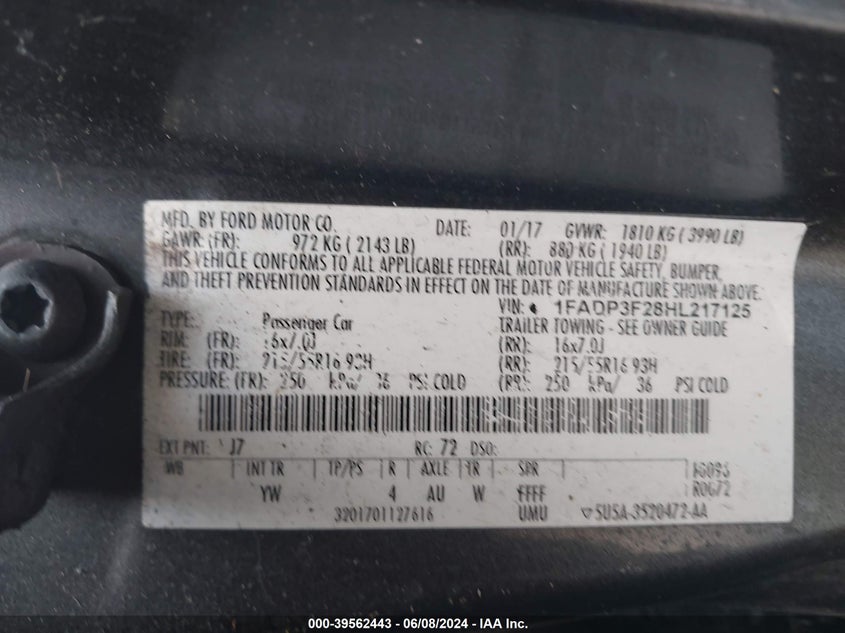 MFD. BY FORD MOTOR CO. DATE: 01/17 GVWR: 1810 KG ( 3990 LB)
GAWR: (FR): 972 KG ( 2143 LB) (RR): 880 KG ( 1940 LB)
THIS VEHICLE CONFORMS TO ALL APPLICABLE FEDERAL MOTOR VEHICLE SAFETY, BUMPER,
AND THEFT PREVENTION STANDARDS IN EFFECT ON THE DATE OF MANUFACTURE SHOWN ABOVE.
VIN: 1FADP3F28HL217125
TYPE: Passenger Car TRAILER TOWING - SEE OWNER GUIDE
RIM: (FR): 16x7.0J (RR): 16x7.0J
TIRE: (FR): 215/55R16 93H (RR): 215/55R16 93H
PRESSURE: (FR): 250 kPa/ 36 PSI COLD (RR): 250 kPa/ 36 PSI COLD
EXT PNT: J7 RC: 72 DSO:
WB INT TR TP/PS R AXLE TR SPR
YW 4 AU W FFFF R0G72
3201701127616 UMU ▽5U5A-3520472-AA
000-39562443 - 06/08/2024 - IAA Inc.